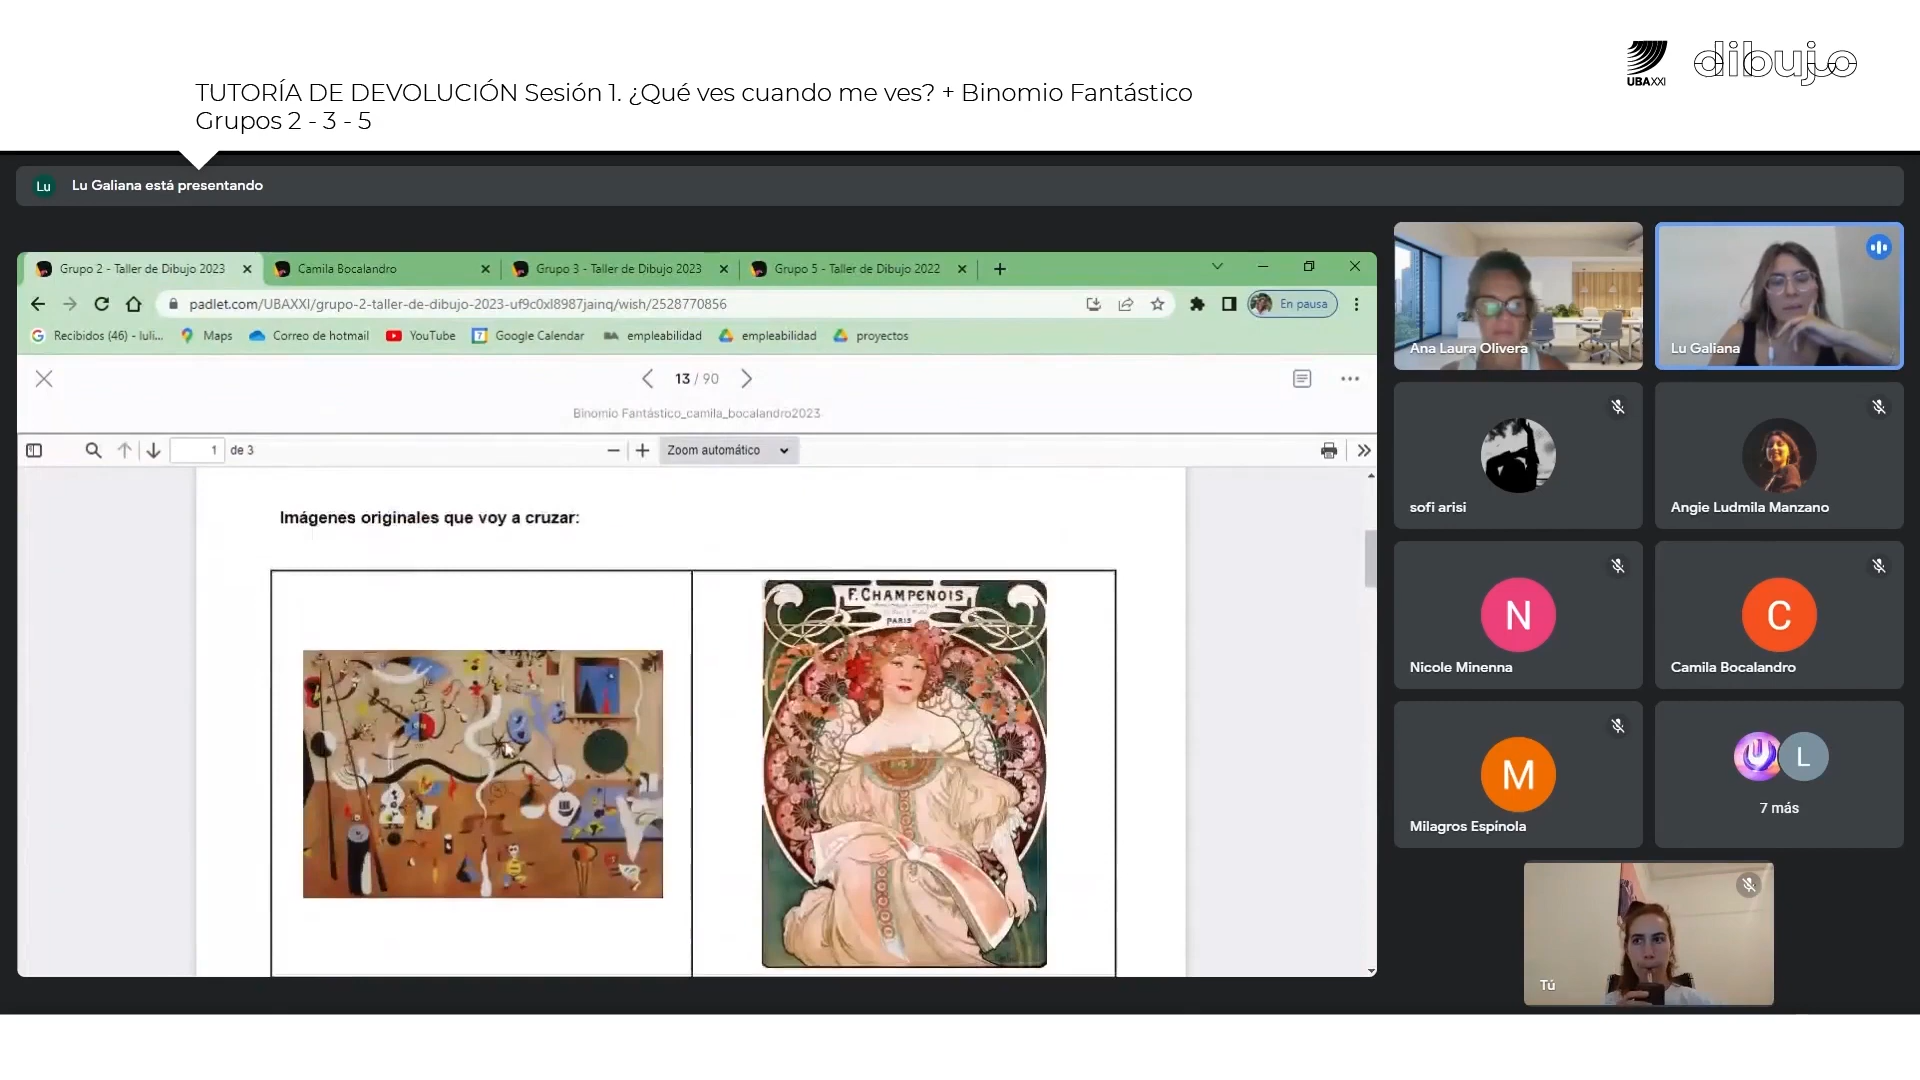 UBAXXI
dibujo
TUTORÍA DE DEVOLUCIÓN Sesión 1. ¿Qué ves cuando me ves? + Binomio Fantástico
Grupos 2 - 3 - 5
Lu
Lu Galiana está presentando
Grupo 2 - Taller de Dibujo 2023
Camila Bocalandro
Grupo 3 - Taller de Dibujo 2023
Grupo 5 - Taller de Dibujo 2022
padlet.com/UBAXXI/grupo-2-taller-de-dibujo-2023-uf9c0xl8987jainq/wish/2528770856
En pausa
Recibidos (46) - luli...
Maps
Correo de hotmail
YouTube
7
Google Calendar
BA
empleabilidad
empleabilidad
proyectos
13 / 90
Binomio Fantástico_camila_bocalandro2023
1 de 3
Zoom automático
Imágenes originales que voy a cruzar:
F. CHAMPENOIS
PARIS
Ana Laura Olivera
Lu Galiana
sofi arisi
Angie Ludmila Manzano
N
Nicole Minenna
C
Camila Bocalandro
M
Milagros Espínola
L
7 más
Tú